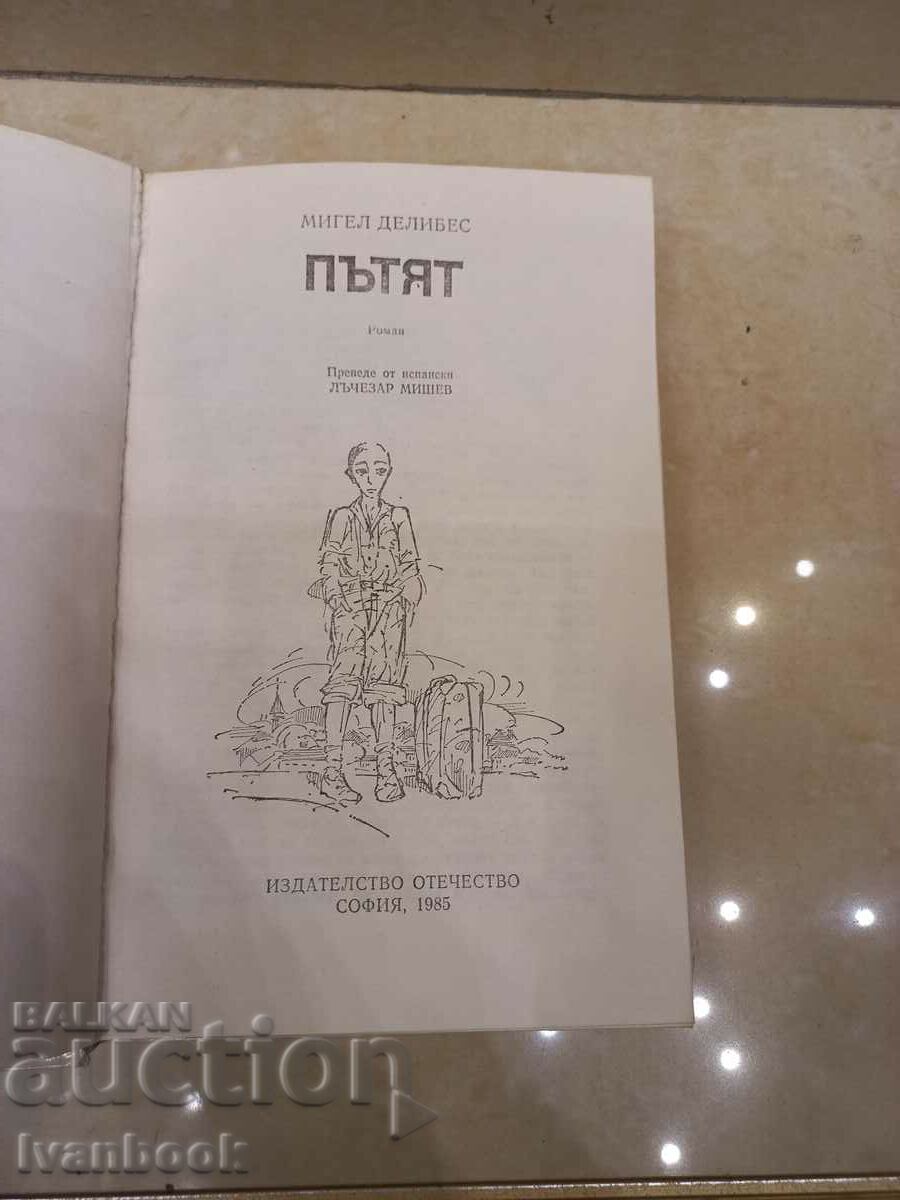 МИГЕЛ ДЕЛИБЕС
ПЪТЯТ
Роман
Преведе от испански
ЛЪЧЕЗАР МИШЕВ
ИЗДАТЕЛСТВО ОТЕЧЕСТВО
СОФИЯ, 1985
BALKAN
auction
Ivanbook